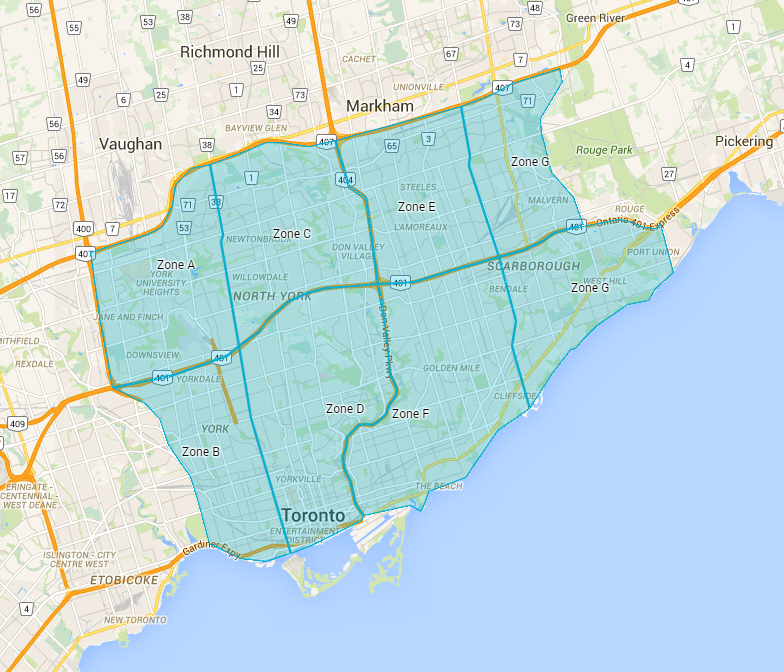 56
55
53
38
49
404
48
Green River
Richmond Hill
73
1
CACHET
67
7
4
49
25
UNIONVILLE
1
73
407
6
25
Markham
71
34
56
BAYVIEW GLEN
Vaughan
38
407
3
Pickering
65
57
56
Rouge Park
Zone G
1
404
27
17
72
71
38
STEELES
MALVERN
Zone E
ROUGE
400
7
53
Zone C
LAMOREAUX
401
Ontario 401 Express
NEWTONBROOK
DON VALLEY
VILLAGE
407
Zone A
PORT UNION
YORK
UNIVERSITY
HEIGHTS
WILLOWDALE
SCARBOROUGH
401
WEST HILL
NORTH YORK
BENDALE
Zone G
JANE AND FINCH
Don Valley Pkwy
SMITHFIELD
DOWNSVIEW
401
REXDALE
401
YORKDALE
GOLDEN MILE
CLIFFSIDE
Zone D
Zone F
409
YORK
Zone B
YORKVILLE
ERINGATE -
CENTENNIAL -
WEST DEANE
THE BEACH
Toronto
ENTERTAINMENT
DISTRICT
Gardiner Expy
ISLINGTON - CITY
CENTRE WEST
ETOBICOKE
4
NEW TORONTO